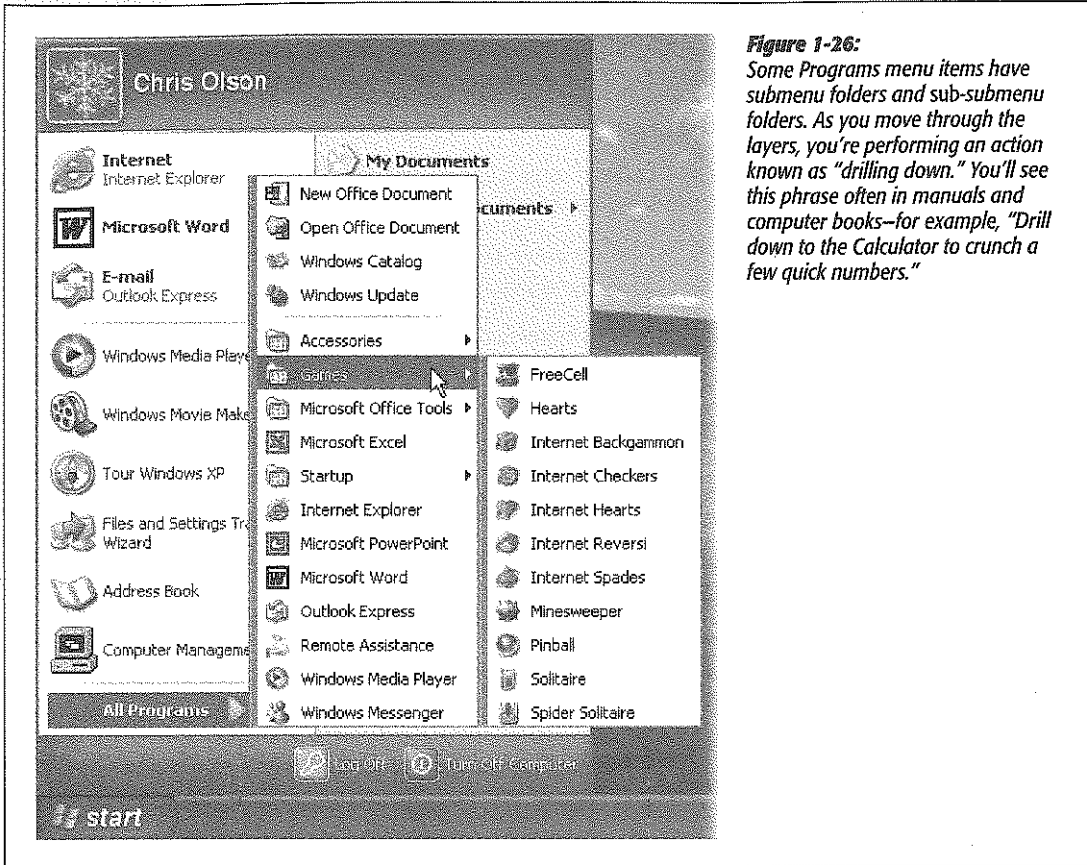 Chris Olson
Internet
Internet Explorer
Microsoft Word
E-mail
Outlook Express
Windows Media Playe
Windows Movie Make
Tour Windows XP
Files and Settings Tra
Wizard
Address Book
Computer Manageme
All Programs
My Documents
cuments
New Office Document
Open Office Document
Windows Catalog
Windows Update
Accessories
Games
Microsoft Office Tools
Microsoft Excel
Startup
Internet Explorer
Microsoft PowerPoint
Microsoft Word
Outlook Express
Remote Assistance
Windows Media Player
Windows Messenger
FreeCell
Hearts
Internet Backgammon
Internet Checkers
Internet Hearts
Internet Reversi
Internet Spades
Minesweeper
Pinball
Solitaire
Spider Solitaire
Log Off
Turn Off Computer
start
Figure 1-26:
Some Programs menu items have
submenu folders and sub-submenu
folders. As you move through the
layers, you're performing an action
known as "drilling down." You'll see
this phrase often in manuals and
computer books—for example, "Drill
down to the Calculator to crunch a
few quick numbers."